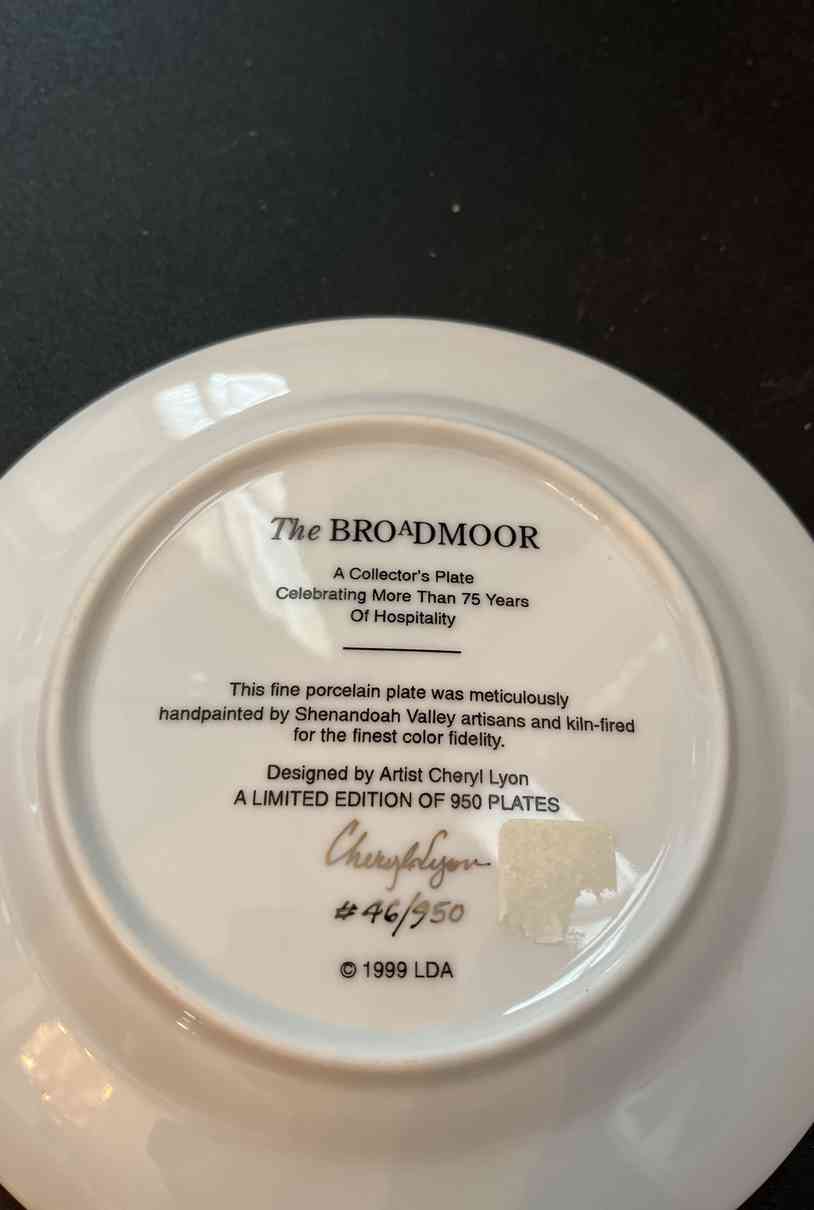 The BROADMOOR
A Collector's Plate
Celebrating More Than 75 Years
Of Hospitality
This fine porcelain plate was meticulously
handpainted by Shenandoah Valley artisans and kiln-fired
for the finest color fidelity.
Designed by Artist Cheryl Lyon
A LIMITED EDITION OF 950 PLATES
Cheryl Lyon
#46/950
© 1999 LDA